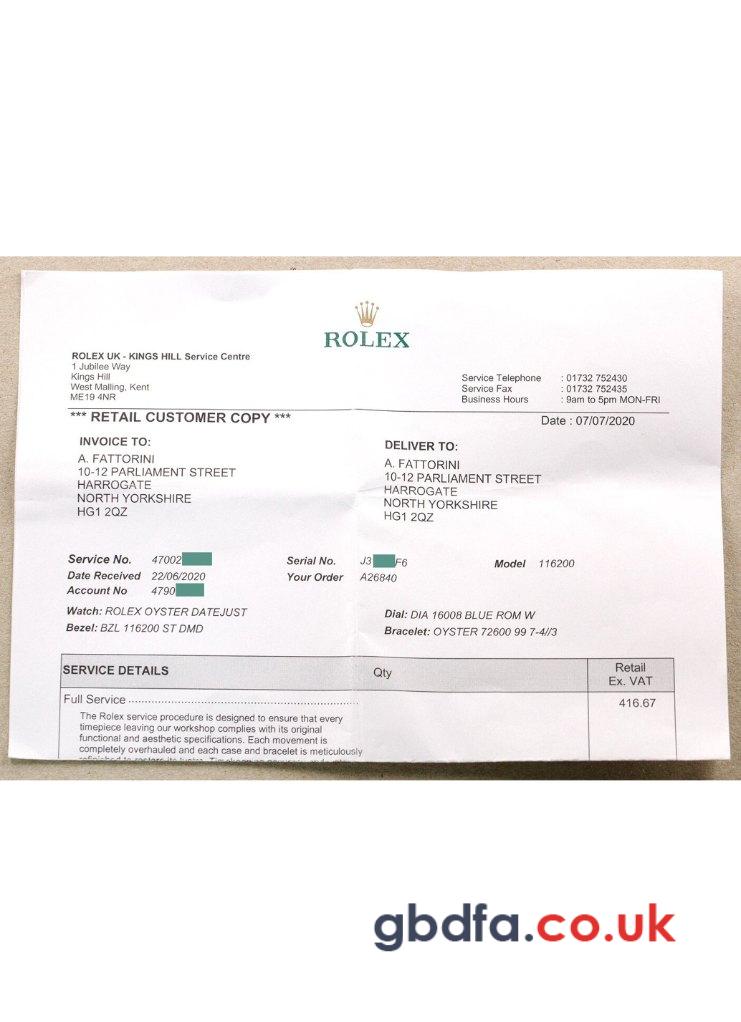 ROLEX
ROLEX UK - KINGS HILL Service Centre
1 Jubilee Way
Kings Hill
West Malling, Kent
ME19 4NR
Service Telephone : 01732 752430
Service Fax : 01732 752435
Business Hours : 9am to 5pm MON-FRI
*** RETAIL CUSTOMER COPY ***
Date : 07/07/2020
INVOICE TO:
A. FATTORINI
10-12 PARLIAMENT STREET
HARROGATE
NORTH YORKSHIRE
HG1 2QZ
DELIVER TO:
A. FATTORINI
10-12 PARLIAMENT STREET
HARROGATE
NORTH YORKSHIRE
HG1 2QZ
Service No. 47002 Serial No. J3 F6 Model 116200
Date Received 22/06/2020 Your Order A26840
Account No 4790
Watch: ROLEX OYSTER DATEJUST Dial: DIA 16008 BLUE ROM W
Bezel: BZL 116200 ST DMD Bracelet: OYSTER 72600 99 7-4//3
SERVICE DETAILS Qty Retail
Ex. VAT
Full Service ........................................................ 416.67
The Rolex service procedure is designed to ensure that every
timepiece leaving our workshop complies with its original
functional and aesthetic specifications. Each movement is
completely overhauled and each case and bracelet is meticulously
gbdfa.co.uk